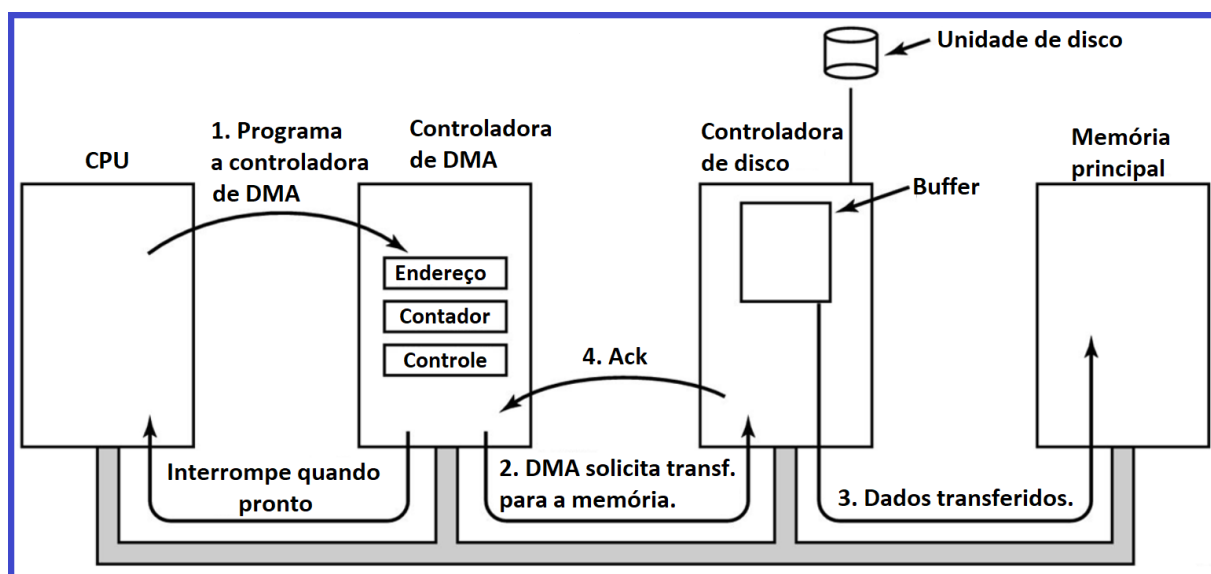 Unidade de disco
1. Programa
a controladora
de DMA
CPU
Controladora
de DMA
Controladora
de disco
Memória
principal
Buffer
Endereço
Contador
Controle
4. Ack
Interrompe quando
pronto
2. DMA solicita transf.
para a memória.
3. Dados transferidos.